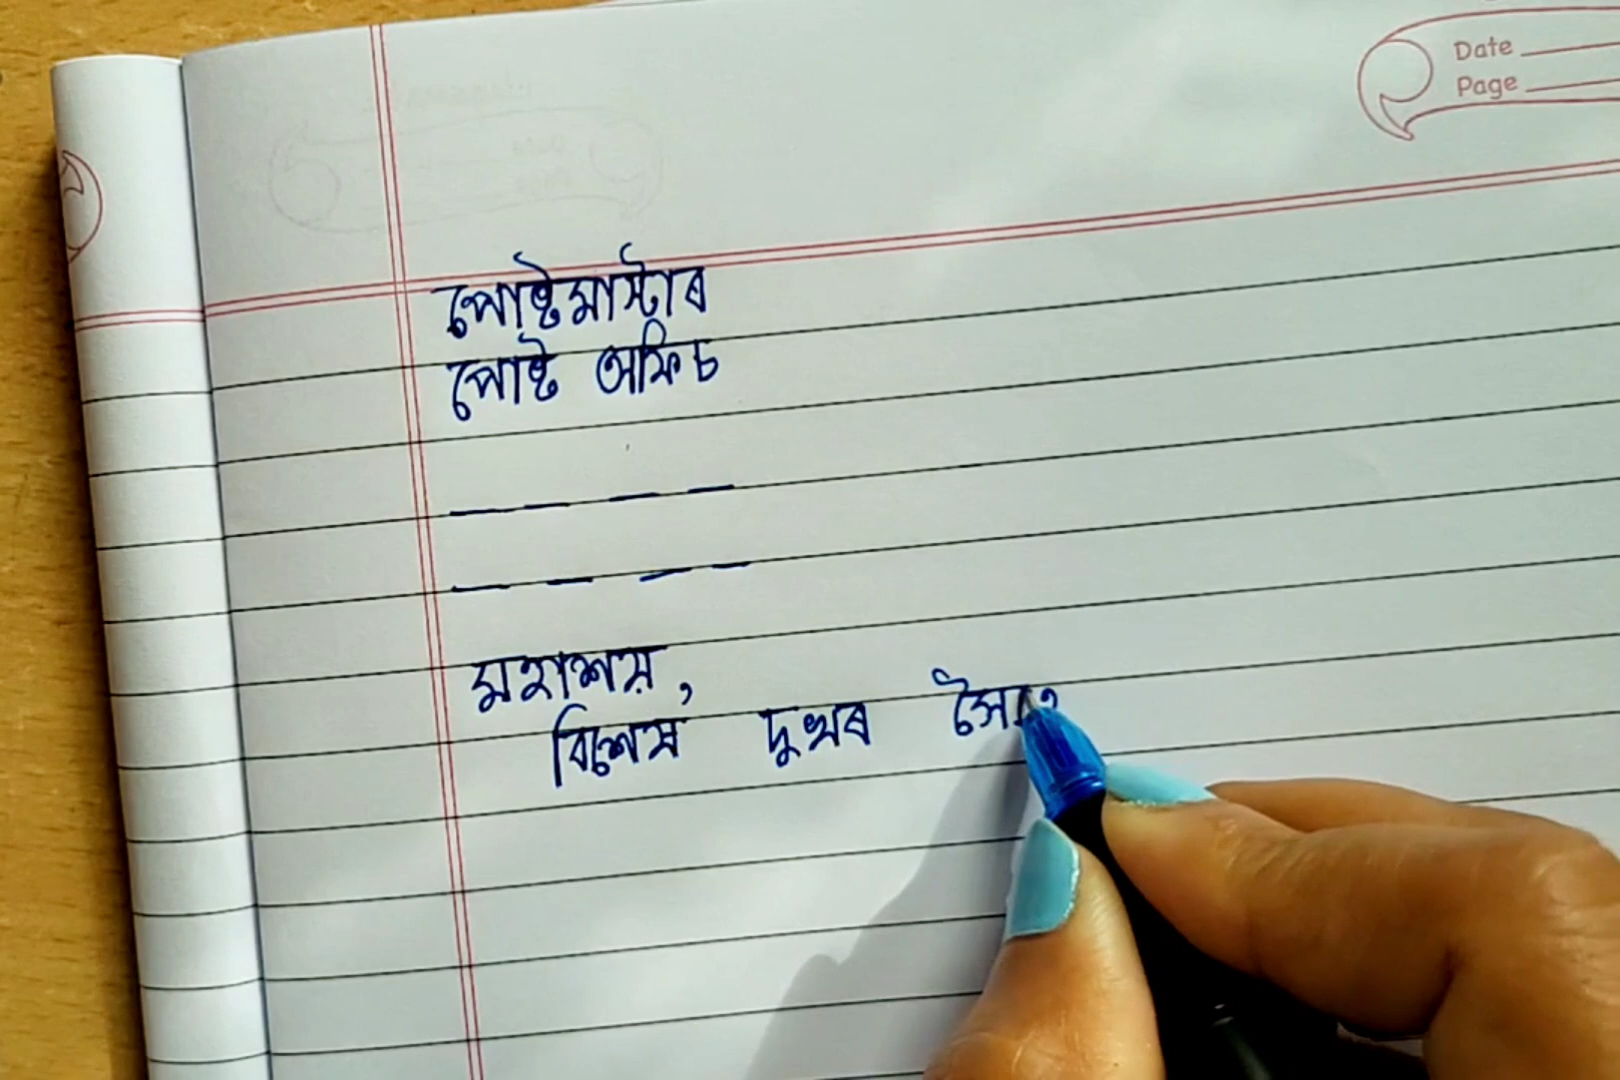 Date
Page
পোষ্টমাস্টাৰ
পোষ্ট অফিচ
মহাশয়,
বিশেষ দুখৰ